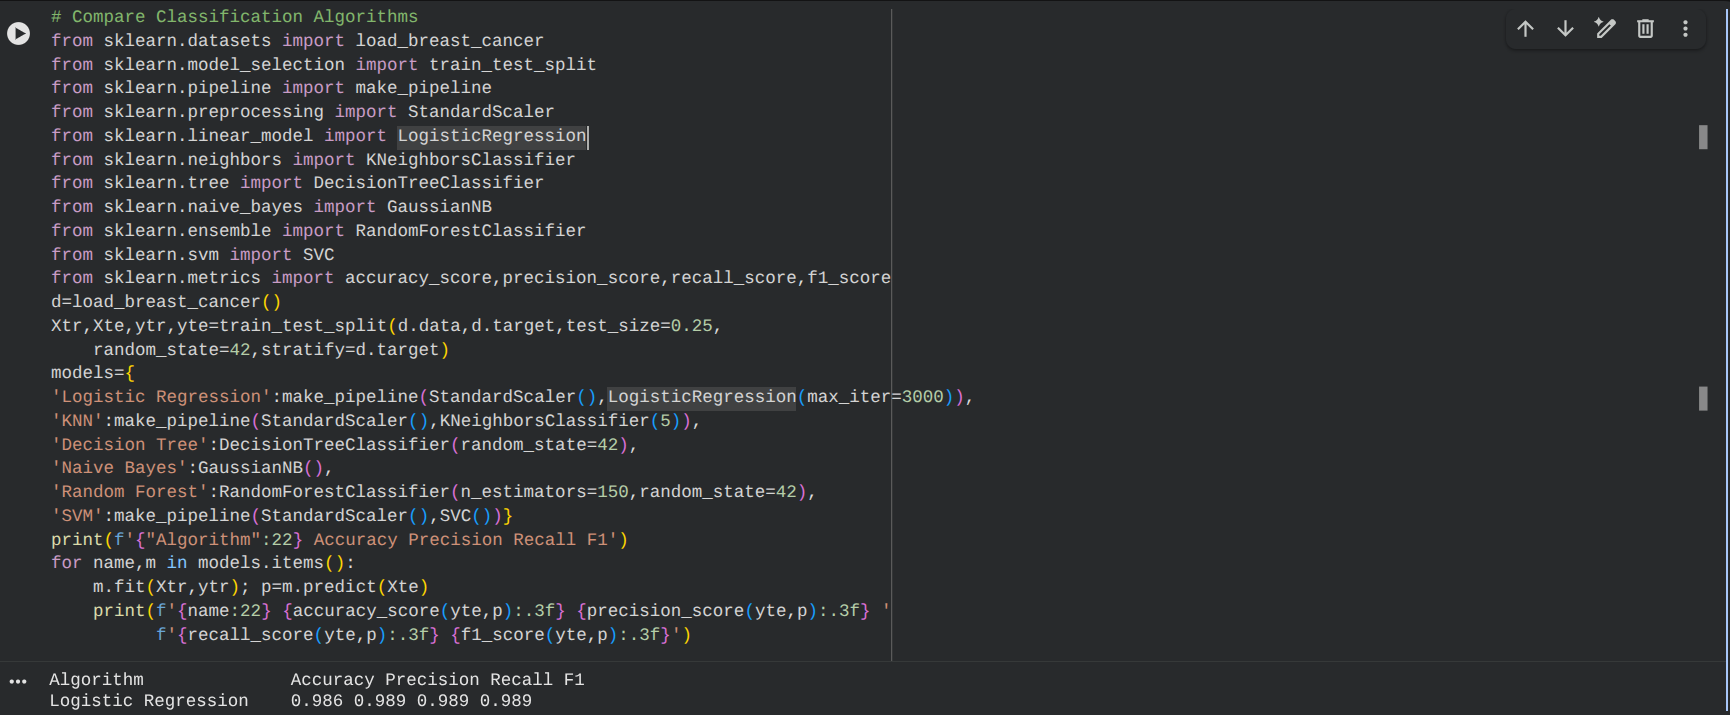 # Compare Classification Algorithms
from sklearn.datasets import load_breast_cancer
from sklearn.model_selection import train_test_split
from sklearn.pipeline import make_pipeline
from sklearn.preprocessing import StandardScaler
from sklearn.linear_model import LogisticRegression
from sklearn.neighbors import KNeighborsClassifier
from sklearn.tree import DecisionTreeClassifier
from sklearn.naive_bayes import GaussianNB
from sklearn.ensemble import RandomForestClassifier
from sklearn.svm import SVC
from sklearn.metrics import accuracy_score,precision_score,recall_score,f1_score
d=load_breast_cancer()
Xtr,Xte,ytr,yte=train_test_split(d.data,d.target,test_size=0.25,
    random_state=42,stratify=d.target)
models={
'Logistic Regression':make_pipeline(StandardScaler(),LogisticRegression(max_iter=3000)),
'KNN':make_pipeline(StandardScaler(),KNeighborsClassifier(5)),
'Decision Tree':DecisionTreeClassifier(random_state=42),
'Naive Bayes':GaussianNB(),
'Random Forest':RandomForestClassifier(n_estimators=150,random_state=42),
'SVM':make_pipeline(StandardScaler(),SVC())}
print(f'{"Algorithm":22} Accuracy Precision Recall F1')
for name,m in models.items():
    m.fit(Xtr,ytr); p=m.predict(Xte)
    print(f'{name:22} {accuracy_score(yte,p):.3f} {precision_score(yte,p):.3f} '
          f'{recall_score(yte,p):.3f} {f1_score(yte,p):.3f}')
Algorithm              Accuracy Precision Recall F1
Logistic Regression    0.986 0.989 0.989 0.989